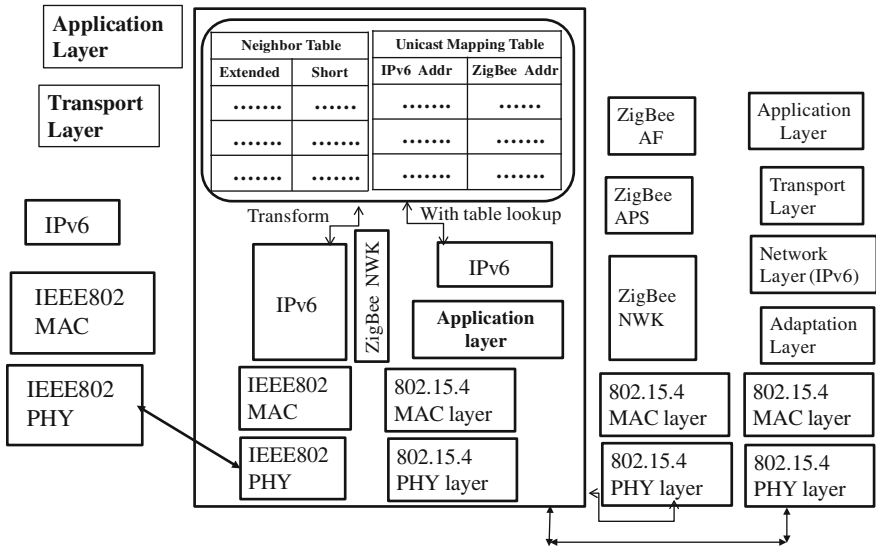 Application
Layer
Transport
Layer
IPv6
IEEE802
MAC
IEEE802
PHY
Neighbor Table
Extended Short
....... ......
....... .......
....... .......
Unicast Mapping Table
IPv6 Addr ZigBee Addr
....... ......
....... .......
....... .......
Transform
With table lookup
IPv6
ZigBee NWK
IPv6
Application
layer
IEEE802
MAC
802.15.4
MAC layer
IEEE802
PHY
802.15.4
PHY layer
ZigBee
AF
ZigBee
APS
ZigBee
NWK
802.15.4
MAC layer
802.15.4
PHY layer
Application
Layer
Transport
Layer
Network
Layer (IPv6)
Adaptation
Layer
802.15.4
MAC layer
802.15.4
PHY layer